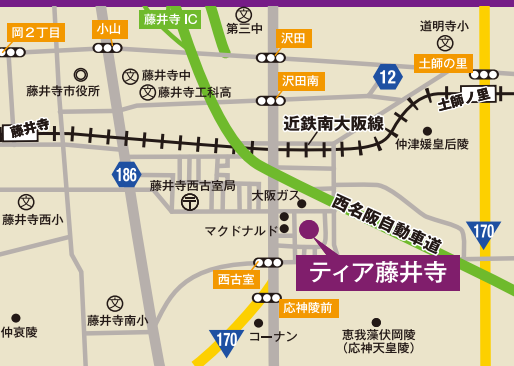 藤井寺 IC
第三中
道明寺小
岡2丁目
小山
沢田
土師の里
藤井寺中
沢田南
12
藤井寺市役所
藤井寺工科高
土師ノ里
藤井寺
近鉄南大阪線
仲津媛皇后陵
186
藤井寺西古室局
大阪ガス
西名阪自動車道
藤井寺西小
マクドナルド
170
ティア藤井寺
西古室
藤井寺南小
応神陵前
仲哀陵
170
コーナン
恵我藻伏岡陵
(応神天皇陵)